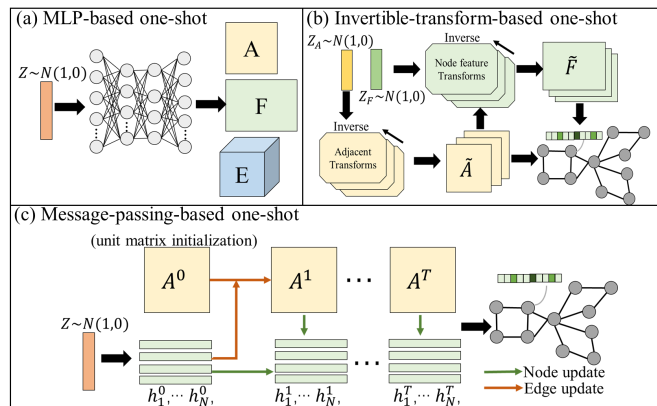 (a) MLP-based one-shot
Z~N(1,0)
A
F
E
(b) Invertible-transform-based one-shot
Z_A~N(1,0)
Z_F~N(1,0)
Inverse
Node feature
Transforms
F̃
Inverse
Adjacent
Transforms
Ã
(c) Message-passing-based one-shot
(unit matrix initialization)
A^0
A^1
...
A^T
Z~N(1,0)
...
h_1^0,⋯ h_N^0,
h_1^1,⋯ h_N^1,
h_1^T,⋯ h_N^T,
Node update
Edge update